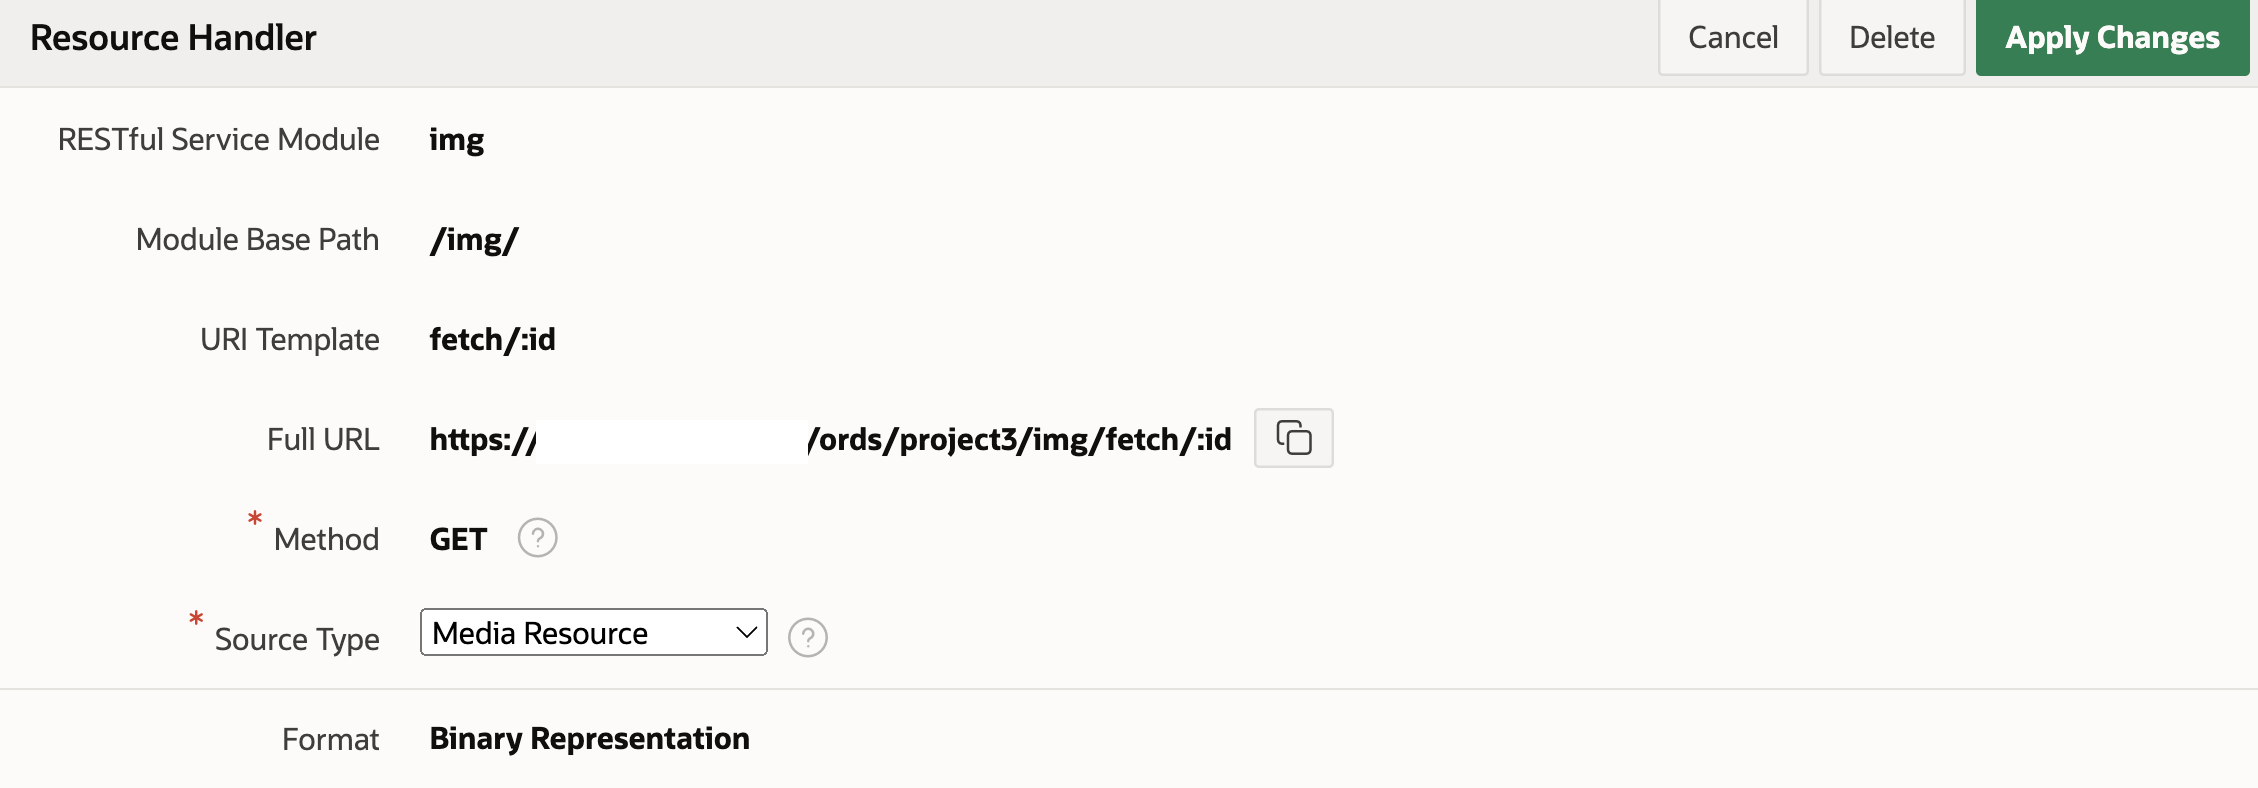 Resource Handler Cancel Delete Apply Changes
RESTful Service Module img
Module Base Path /img/
URI Template fetch/:id
Full URL https:// /ords/project3/img/fetch/:id
* Method GET ?
* Source Type Media Resource ?
Format Binary Representation